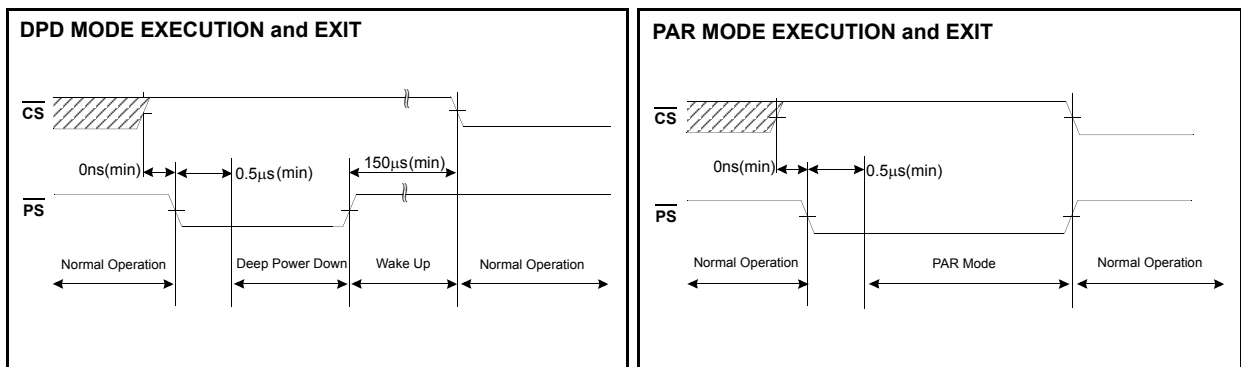 DPD MODE EXECUTION and EXIT
CS
0ns(min)
0.5μs(min)
150μs(min)
PS
Normal Operation
Deep Power Down
Wake Up
Normal Operation
PAR MODE EXECUTION and EXIT
CS
0ns(min)
0.5μs(min)
PS
Normal Operation
PAR Mode
Normal Operation